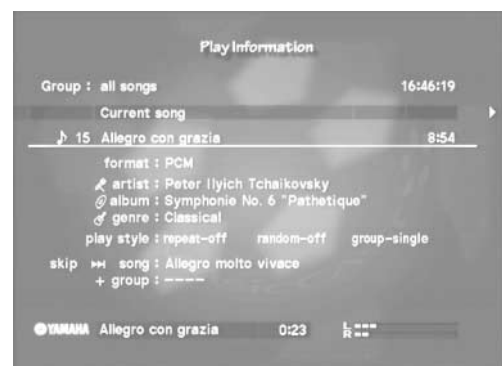 Play Information
Group : all songs 16:46:19
Current song
15 Allegro con grazia 8:54
format : PCM
artist : Peter Ilyich Tchaikovsky
album : Symphonie No. 6 "Pathetique"
genre : Classical
play style : repeat-off random-off group-single
skip song : Allegro molto vivace
+ group : ----
YAMAHA Allegro con grazia 0:23 L
R